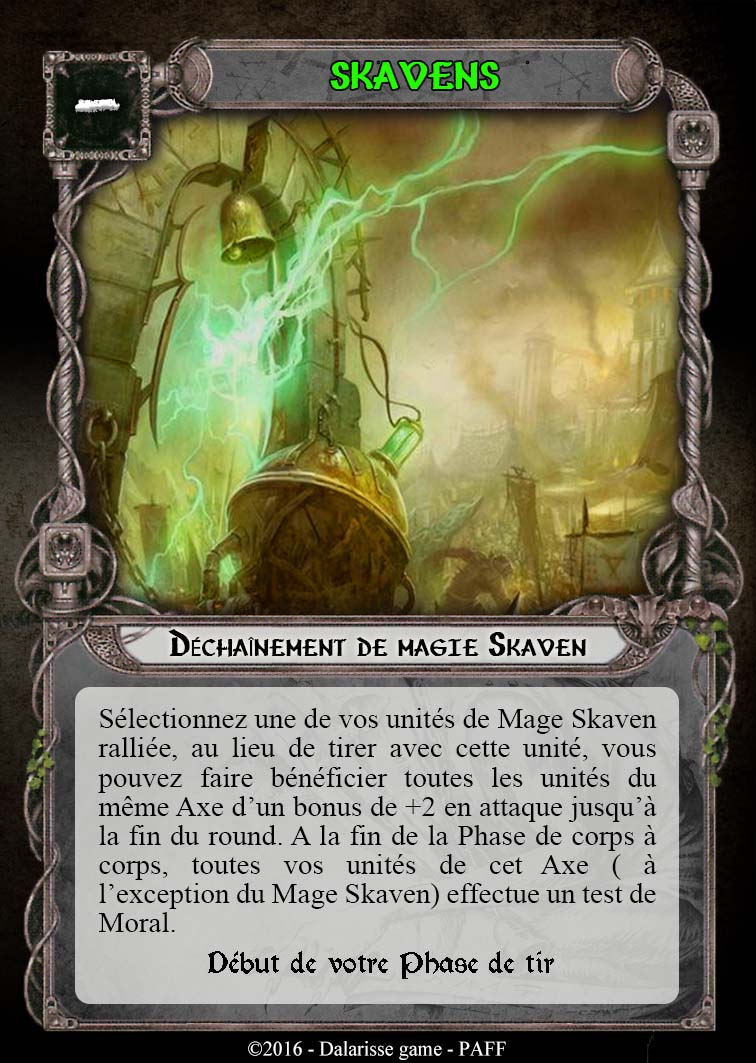 -
SKAVENS
Déchaînement de magie Skaven
Sélectionnez une de vos unités de Mage Skaven
ralliée, au lieu de tirer avec cette unité, vous
pouvez faire bénéficier toutes les unités du
même Axe d'un bonus de +2 en attaque jusqu'à
la fin du round. A la fin de la Phase de corps à
corps, toutes vos unités de cet Axe ( à
l'exception du Mage Skaven) effectue un test de
Moral.
Début de votre Phase de tir
©2016 - Dalarisse game - PAFF